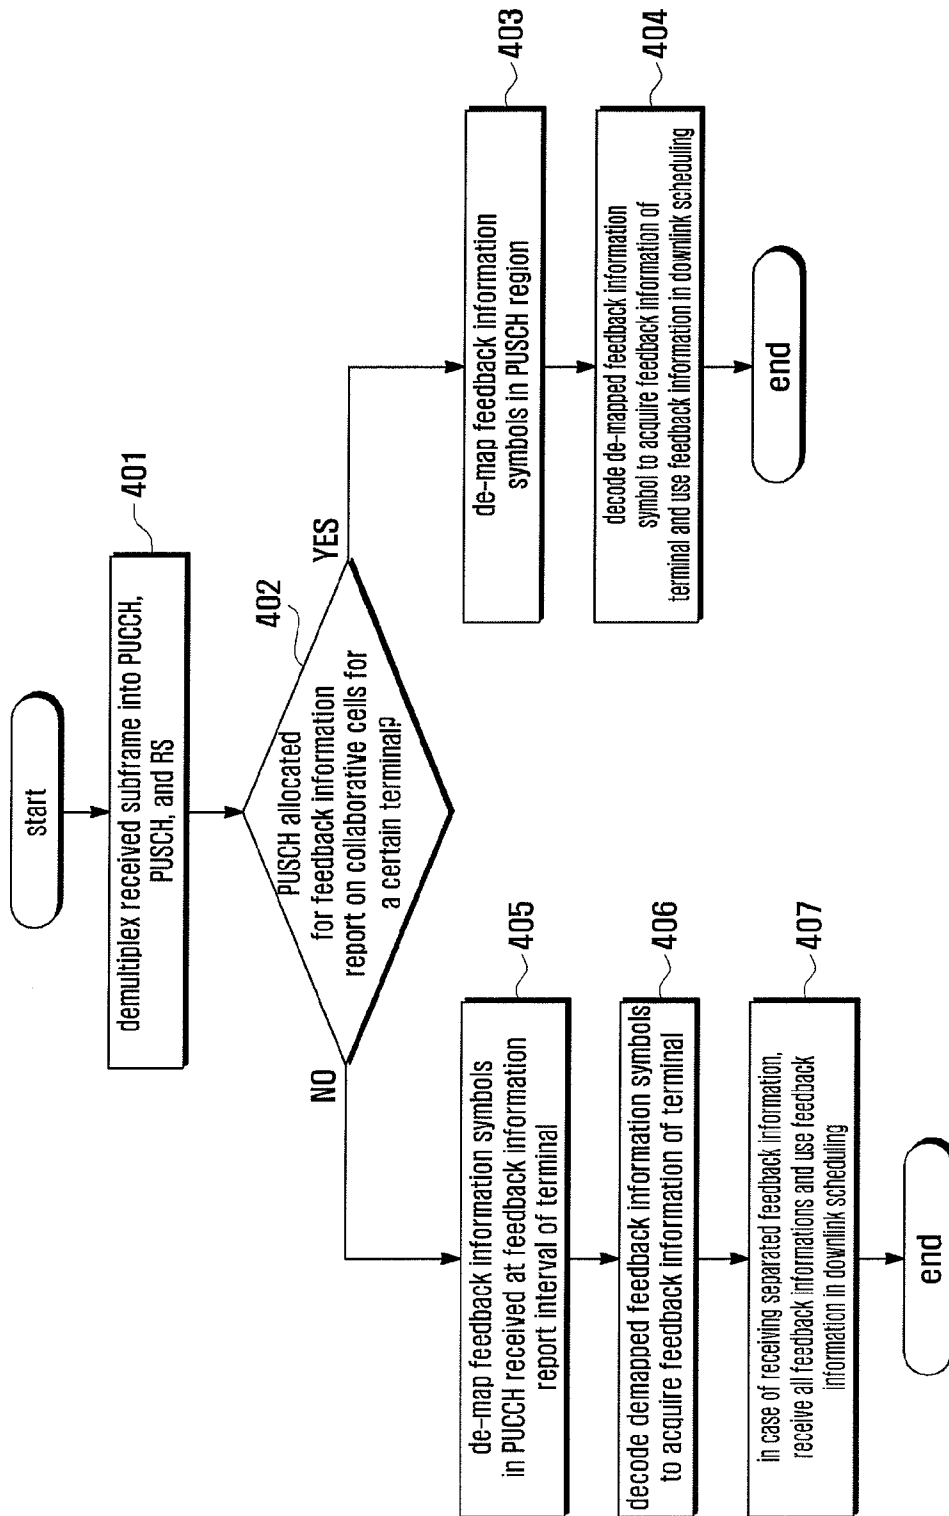 start
demultiplex received subframe into PUCCH,
PUSCH, and RS
401
PUSCH allocated
for feedback information
report on collaborative cells for
a certain terminal?
402
NO
YES
de-map feedback information symbols
in PUCCH received at feedback information
report interval of terminal
405
decode demapped feedback information symbols
to acquire feedback information of terminal
406
in case of receiving separated feedback information,
receive all feedback informations and use feedback
information in downlink scheduling
407
end
de-map feedback information
symbols in PUSCH region
403
decode de-mapped feedback information
symbol to acquire feedback information of
terminal and use feedback information in downlink scheduling
404
end